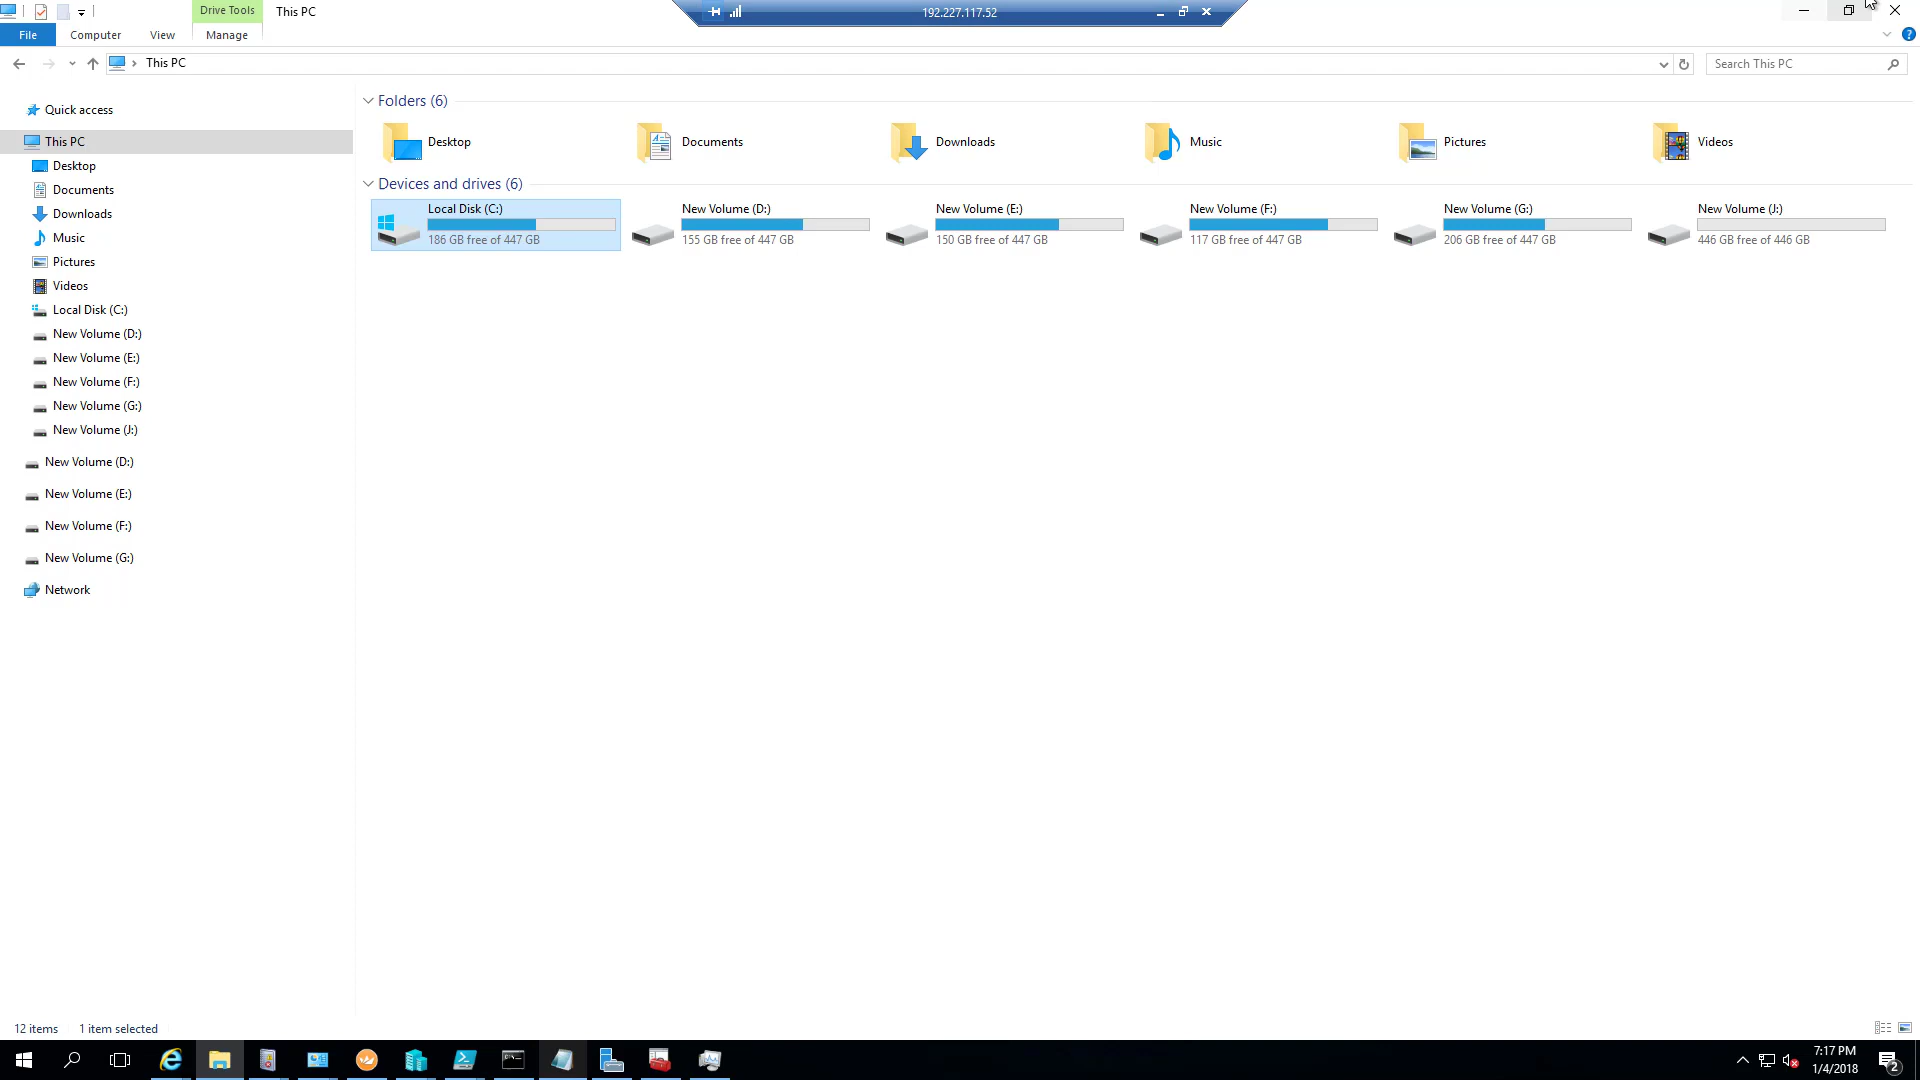 Drive Tools
This PC
192.227.117.52
File
Computer
View
Manage
This PC
Search This PC
Quick access
This PC
Desktop
Documents
Downloads
Music
Pictures
Videos
Local Disk (C:)
New Volume (D:)
New Volume (E:)
New Volume (F:)
New Volume (G:)
New Volume (J:)
New Volume (D:)
New Volume (E:)
New Volume (F:)
New Volume (G:)
Network
Folders (6)
Desktop
Documents
Downloads
Music
Pictures
Videos
Devices and drives (6)
Local Disk (C:)
186 GB free of 447 GB
New Volume (D:)
155 GB free of 447 GB
New Volume (E:)
150 GB free of 447 GB
New Volume (F:)
117 GB free of 447 GB
New Volume (G:)
206 GB free of 447 GB
New Volume (J:)
446 GB free of 446 GB
12 items
1 item selected
7:17 PM
1/4/2018
2